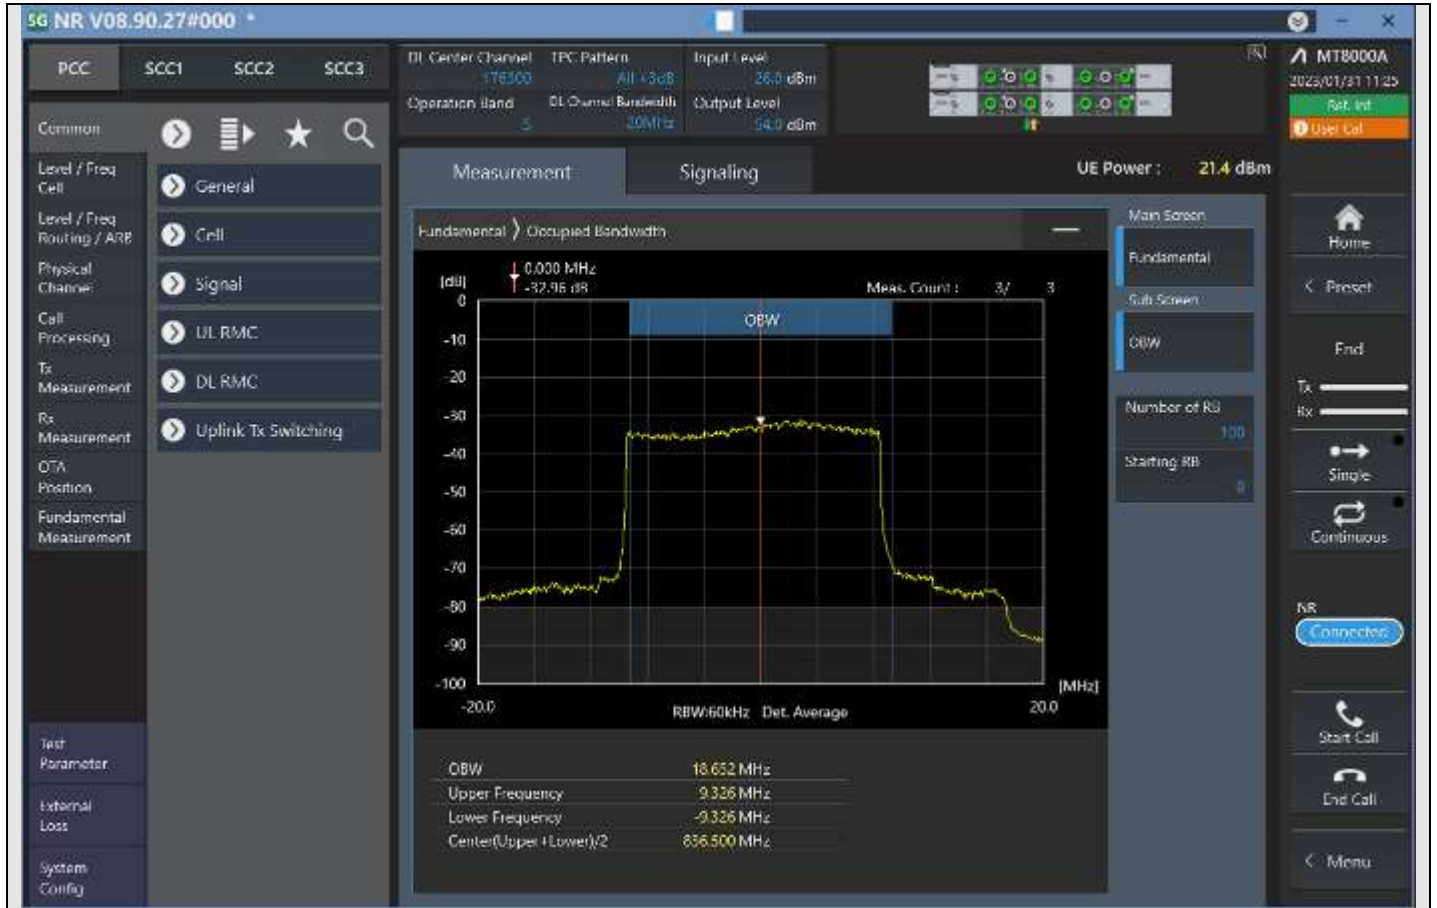 SG NR V08.90.27#000 *
PCC SCC1 SCC2 SCC3
DL Center Channel
176300
TPC Pattern
All +3dB
Input Level
26.0 dBm
Operation Band
5
DL Channel Bandwidth
20MHz
Output Level
-54.0 dBm
MT8000A
2023/01/31 11:25
Ref. Int
User Cal
Common
Level / Freq
Cell
Level / Freq
Routing / ARB
Physical
Channel
Call
Processing
Tx
Measurement
Rx
Measurement
OTA
Position
Fundamental
Measurement
Test
Parameter
External
Loss
System
Config
General
Cell
Signal
UL RMC
DL RMC
Uplink Tx Switching
Measurement Signaling
UE Power : 21.4 dBm
Fundamental Occupied Bandwidth
[dB]
0.000 MHz
-32.96 dB
Meas. Count : 3/ 3
OBW
0
-10
-20
-30
-40
-50
-60
-70
-80
-90
-100
-20.0
20.0
[MHz]
RBW:60kHz Det. Average
OBW 18.652 MHz
Upper Frequency 9.326 MHz
Lower Frequency -9.326 MHz
Center(Upper+Lower)/2 836.500 MHz
Main Screen
Fundamental
Sub Screen
OBW
Number of RB
100
Starting RB
0
Home
Preset
End
Tx
Rx
Single
Continuous
NR
Connected
Start Call
End Call
Menu